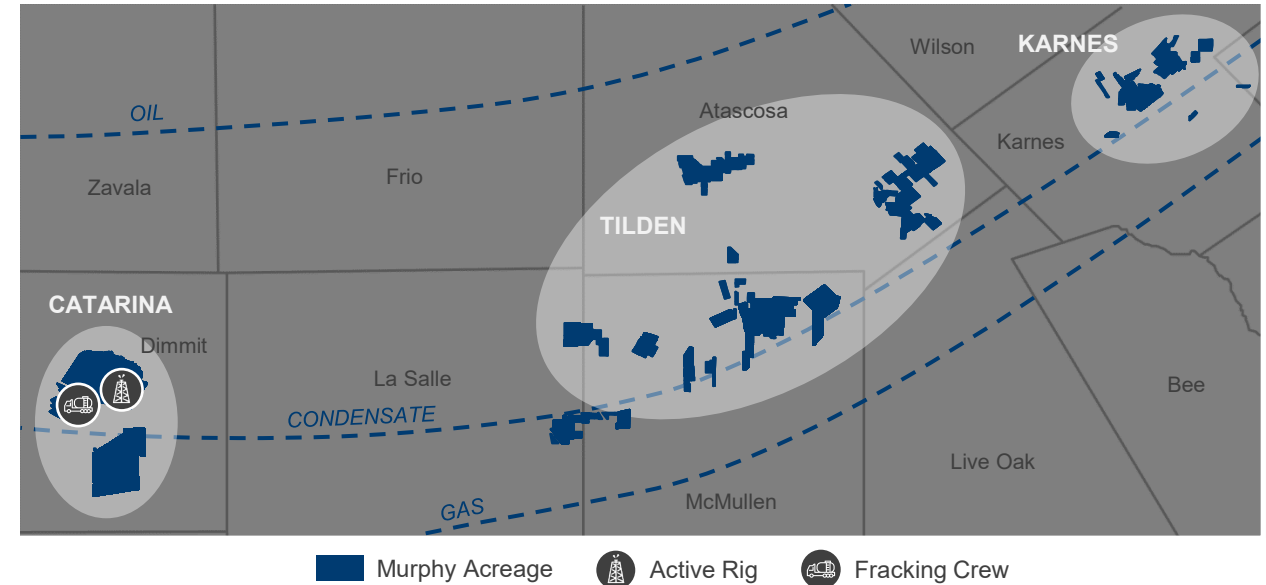 Wilson
KARNES
OIL
Atascosa
Karnes
Zavala
Frio
TILDEN
CATARINA
Dimmit
La Salle
CONDENSATE
Bee
Live Oak
GAS
McMullen
Murphy Acreage
Active Rig
Fracking Crew